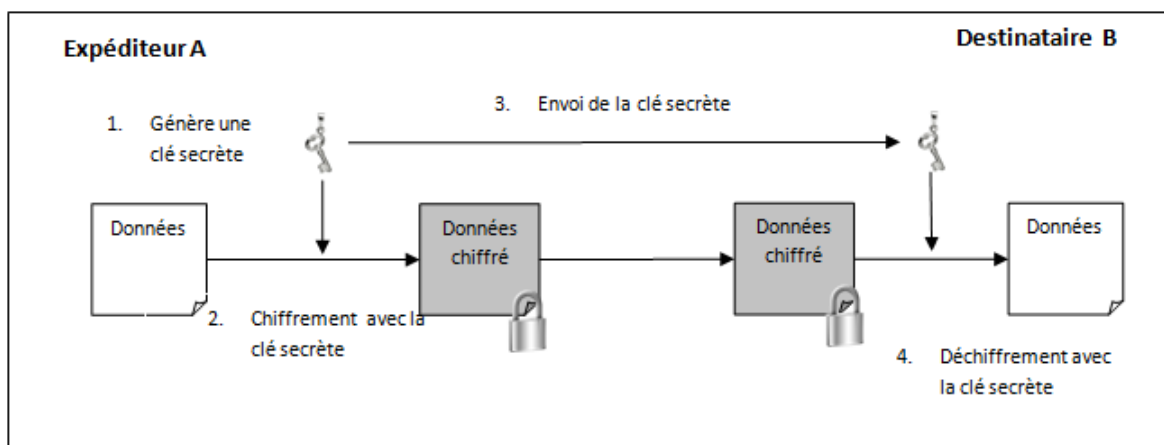 Expéditeur A
Destinataire B
3. Envoi de la clé secrète
1. Génère une
clé secrète
Données
Données
chiffré
Données
chiffré
Données
2. Chiffrement avec la
clé secrète
4. Déchiffrement avec
la clé secrète